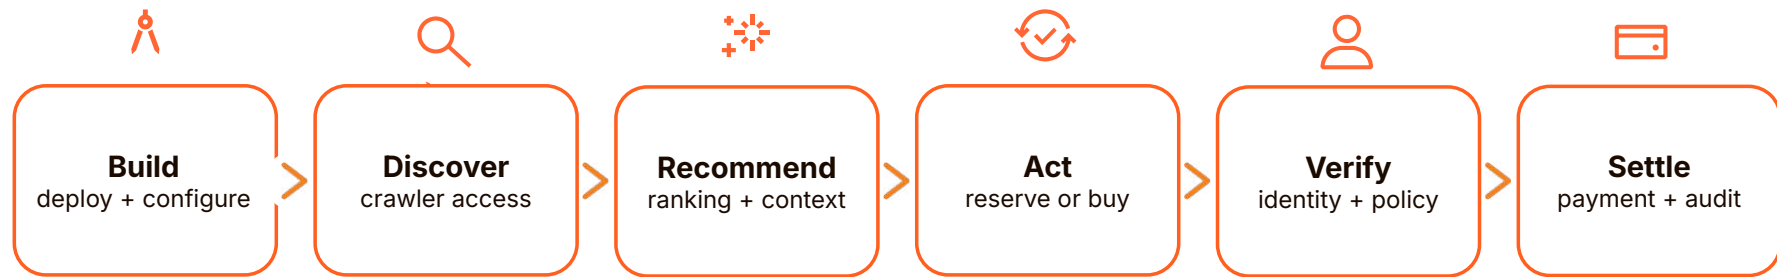 Build
deploy + configure
Discover
crawler access
Recommend
ranking + context
Act
reserve or buy
Verify
identity + policy
Settle
payment + audit